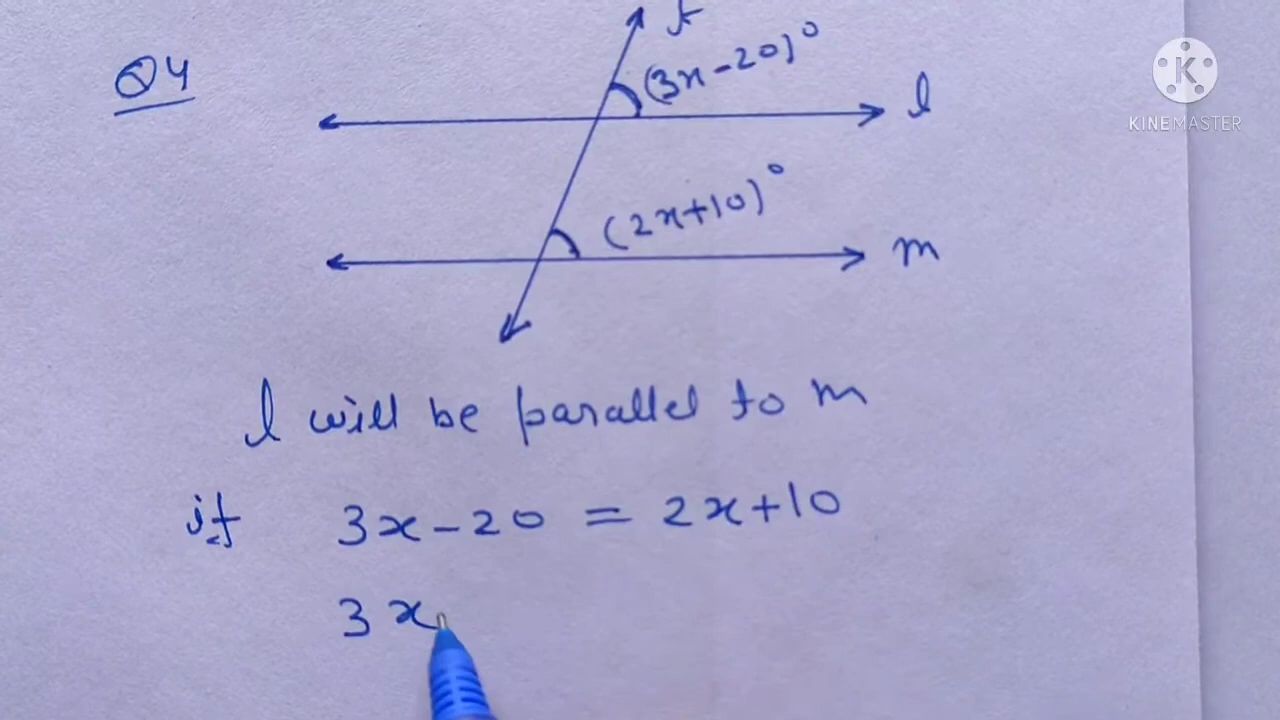 Q4
t
(3x-20)°
l
(2x+10)°
m
l will be parallel to m
if 3x-20 = 2x+10
3x
K
KINEMASTER